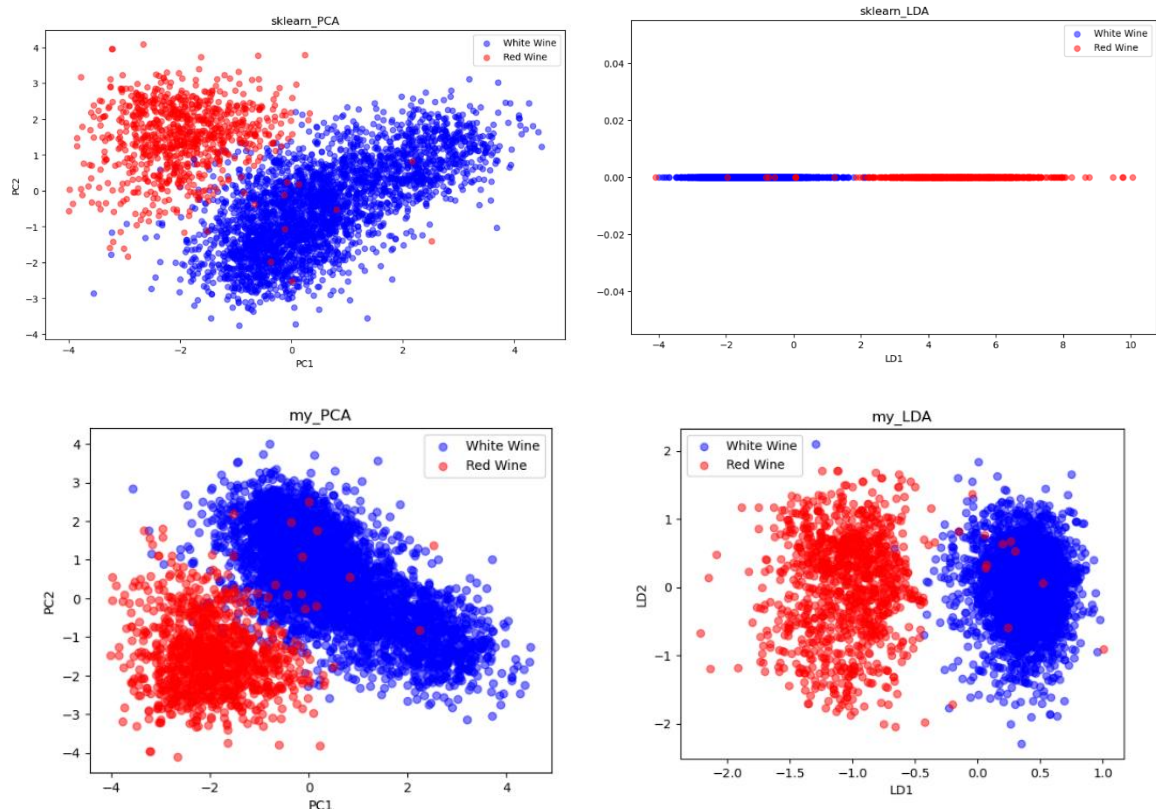 sklearn_PCA
White Wine
Red Wine
PC2
4
3
2
1
0
−1
−2
−3
−4
−4
−2
0
2
4
PC1
sklearn_LDA
White Wine
Red Wine
0.04
0.02
0.00
−0.02
−0.04
−4
−2
0
2
4
6
8
10
LD1
my_PCA
White Wine
Red Wine
PC2
4
3
2
1
0
−1
−2
−3
−4
−4
−2
0
2
4
PC1
my_LDA
White Wine
Red Wine
LD2
2
1
0
−1
−2
−2.0
−1.5
−1.0
−0.5
0.0
0.5
1.0
LD1